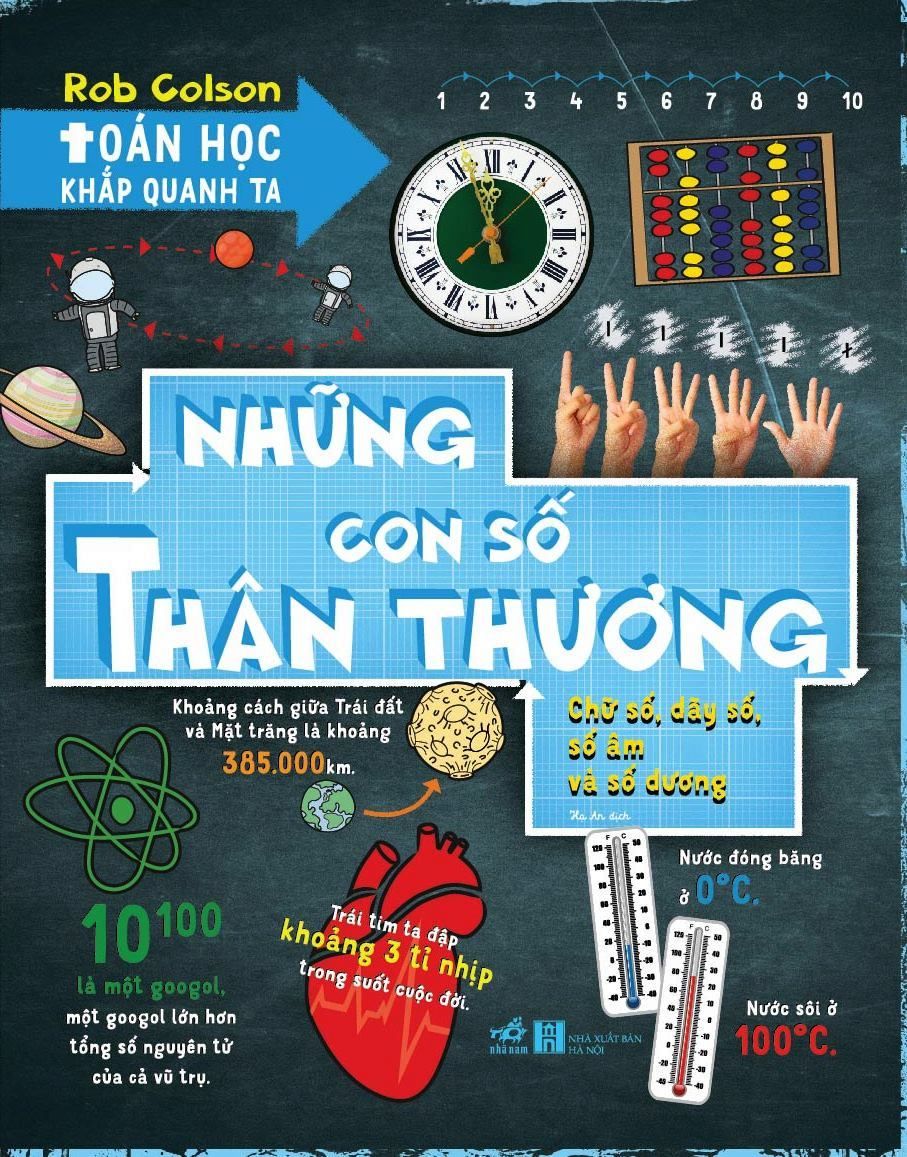 Rob Colson
TOÁN HỌC
KHẮP QUANH TA
1 2 3 4 5 6 7 8 9 10
NHỮNG
CON SỐ
THÂN THƯƠNG
Chữ số, dãy số,
số âm
và số dương
Hạ An dịch
Khoảng cách giữa Trái đất
và Mặt trăng là khoảng
385.000km.
10¹⁰⁰
là một googol,
một googol lớn hơn
tổng số nguyên tử
của cả vũ trụ.
Trái tim ta đập
khoảng 3 tỉ nhịp
trong suốt cuộc đời.
Nước đóng băng
ở 0°C.
Nước sôi ở
100°C.
nhã nam
NHÀ XUẤT BẢN
HÀ NỘI